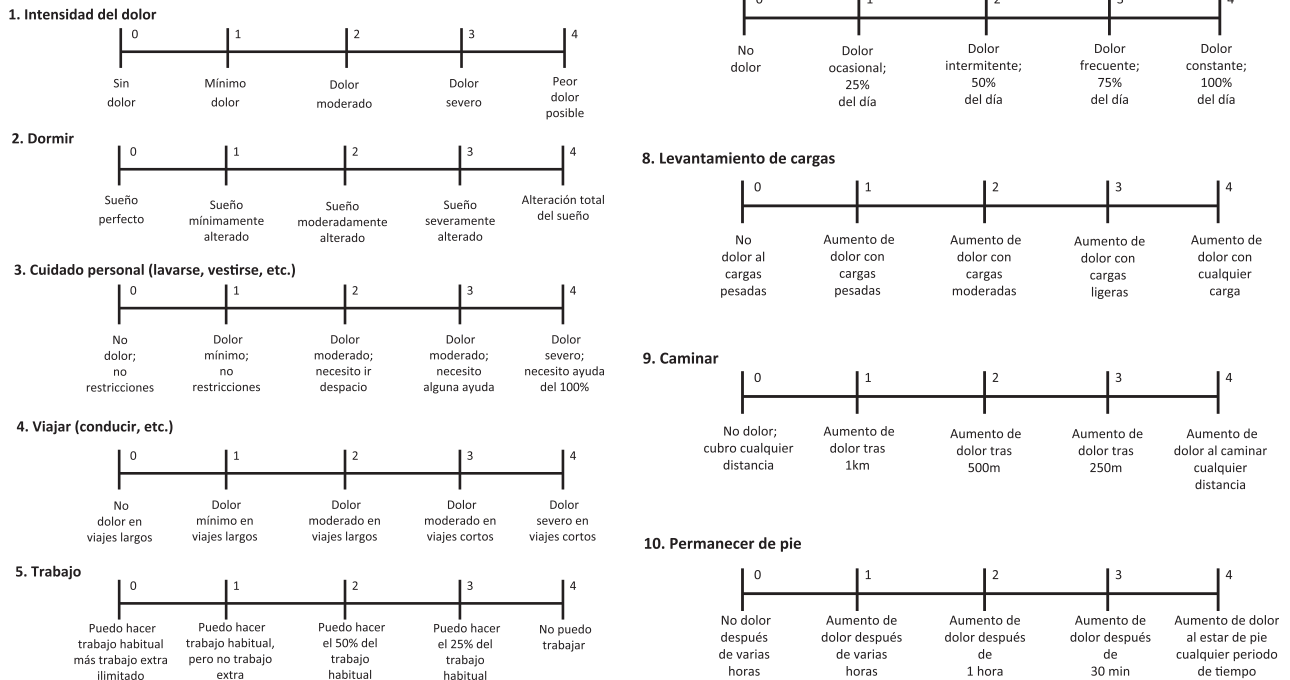 1. Intensidad del dolor
0 1 2 3 4
Sin dolor
Mínimo dolor
Dolor moderado
Dolor severo
Peor dolor posible
2. Dormir
0 1 2 3 4
Sueño perfecto
Sueño mínimamente alterado
Sueño moderadamente alterado
Sueño severamente alterado
Alteración total del sueño
3. Cuidado personal (lavarse, vestirse, etc.)
0 1 2 3 4
No dolor; no restricciones
Dolor mínimo; no restricciones
Dolor moderado; necesito ir despacio
Dolor moderado; necesito alguna ayuda
Dolor severo; necesito ayuda del 100%
4. Viajar (conducir, etc.)
0 1 2 3 4
No dolor en viajes largos
Dolor mínimo en viajes largos
Dolor moderado en viajes largos
Dolor moderado en viajes cortos
Dolor severo en viajes cortos
5. Trabajo
0 1 2 3 4
Puedo hacer trabajo habitual más trabajo extra ilimitado
Puedo hacer trabajo habitual, pero no trabajo extra
Puedo hacer el 50% del trabajo habitual
Puedo hacer el 25% del trabajo habitual
No puedo trabajar
No dolor
Dolor ocasional; 25% del día
Dolor intermitente; 50% del día
Dolor frecuente; 75% del día
Dolor constante; 100% del día
8. Levantamiento de cargas
0 1 2 3 4
No dolor al cargas pesadas
Aumento de dolor con cargas pesadas
Aumento de dolor con cargas moderadas
Aumento de dolor con cargas ligeras
Aumento de dolor con cualquier carga
9. Caminar
0 1 2 3 4
No dolor; cubro cualquier distancia
Aumento de dolor tras 1km
Aumento de dolor tras 500m
Aumento de dolor tras 250m
Aumento de dolor al caminar cualquier distancia
10. Permanecer de pie
0 1 2 3 4
No dolor después de varias horas
Aumento de dolor después de varias horas
Aumento de dolor después de 1 hora
Aumento de dolor después de 30 min
Aumento de dolor al estar de pie cualquier periodo de tiempo